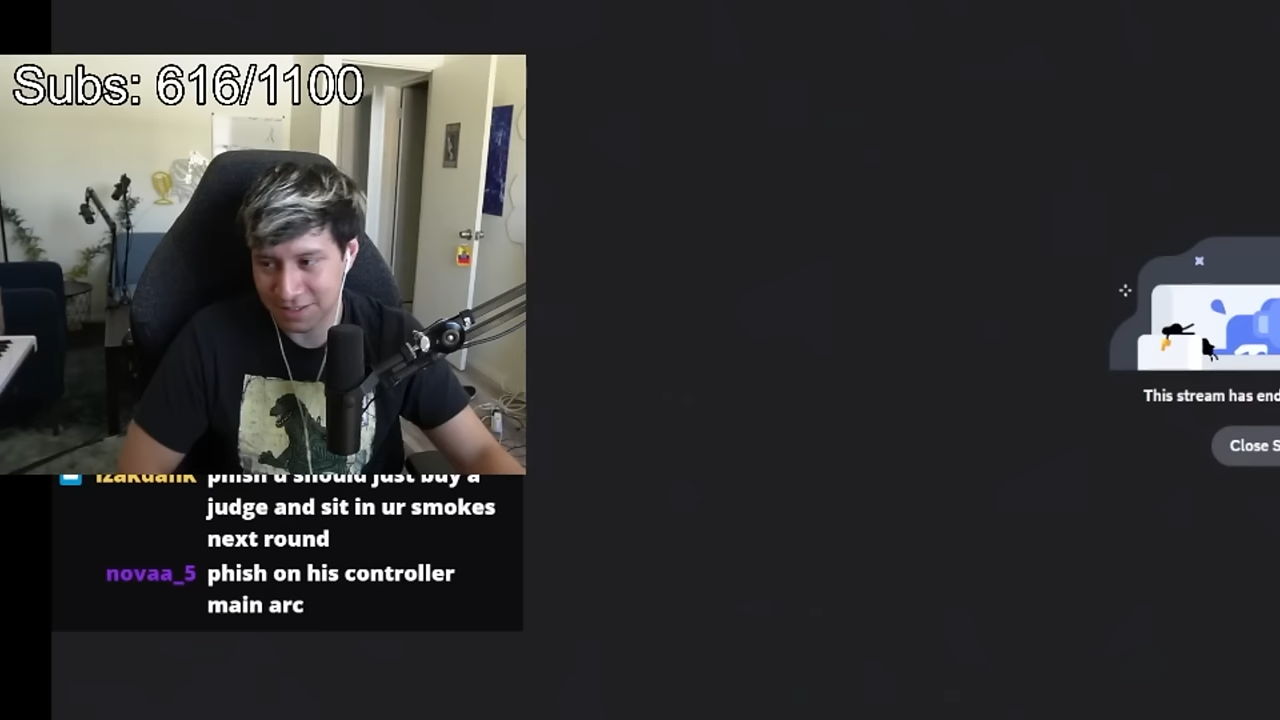 Subs: 616/1100
izakdank phish u should just buy a
judge and sit in ur smokes
next round
novaa_5 phish on his controller
main arc
This stream has end
Close S